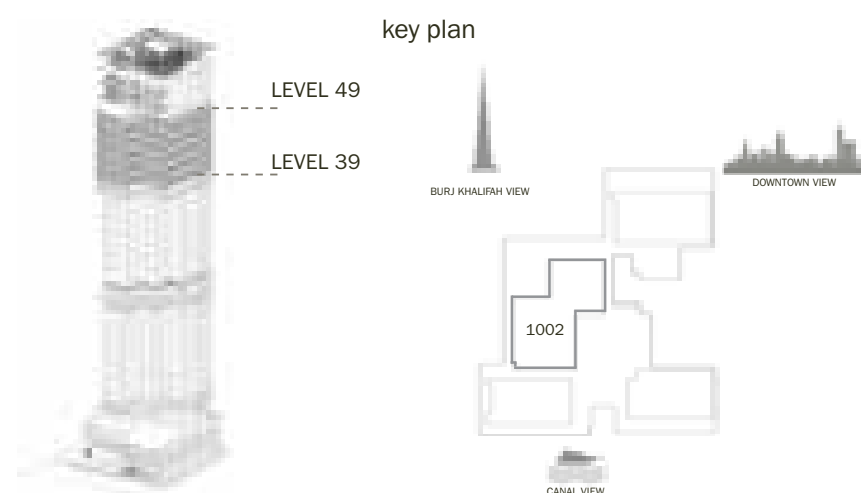 key plan
LEVEL 49
LEVEL 39
BURJ KHALIFAH VIEW
DOWNTOWN VIEW
1002
CANAL VIEW